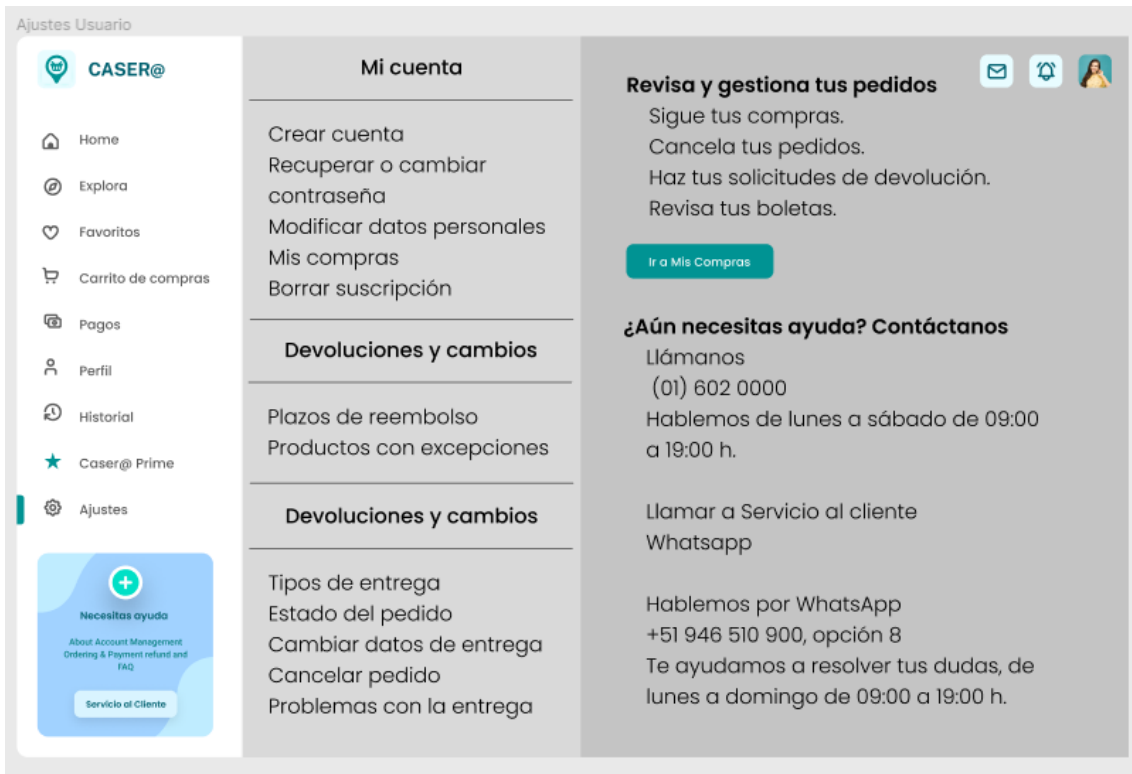 Ajustes Usuario
CASER@
Home
Explora
Favoritos
Carrito de compras
Pagos
Perfil
Historial
Caser@ Prime
Ajustes
Necesitas ayuda
About Account Management
Ordering & Payment refund and
FAQ
Servicio al Cliente
Mi cuenta
Crear cuenta
Recuperar o cambiar
contraseña
Modificar datos personales
Mis compras
Borrar suscripción
Devoluciones y cambios
Plazos de reembolso
Productos con excepciones
Devoluciones y cambios
Tipos de entrega
Estado del pedido
Cambiar datos de entrega
Cancelar pedido
Problemas con la entrega
Revisa y gestiona tus pedidos
Sigue tus compras.
Cancela tus pedidos.
Haz tus solicitudes de devolución.
Revisa tus boletas.
Ir a Mis Compras
¿Aún necesitas ayuda? Contáctanos
Llámanos
(01) 602 0000
Hablemos de lunes a sábado de 09:00
a 19:00 h.
Llamar a Servicio al cliente
Whatsapp
Hablemos por WhatsApp
+51 946 510 900, opción 8
Te ayudamos a resolver tus dudas, de
lunes a domingo de 09:00 a 19:00 h.